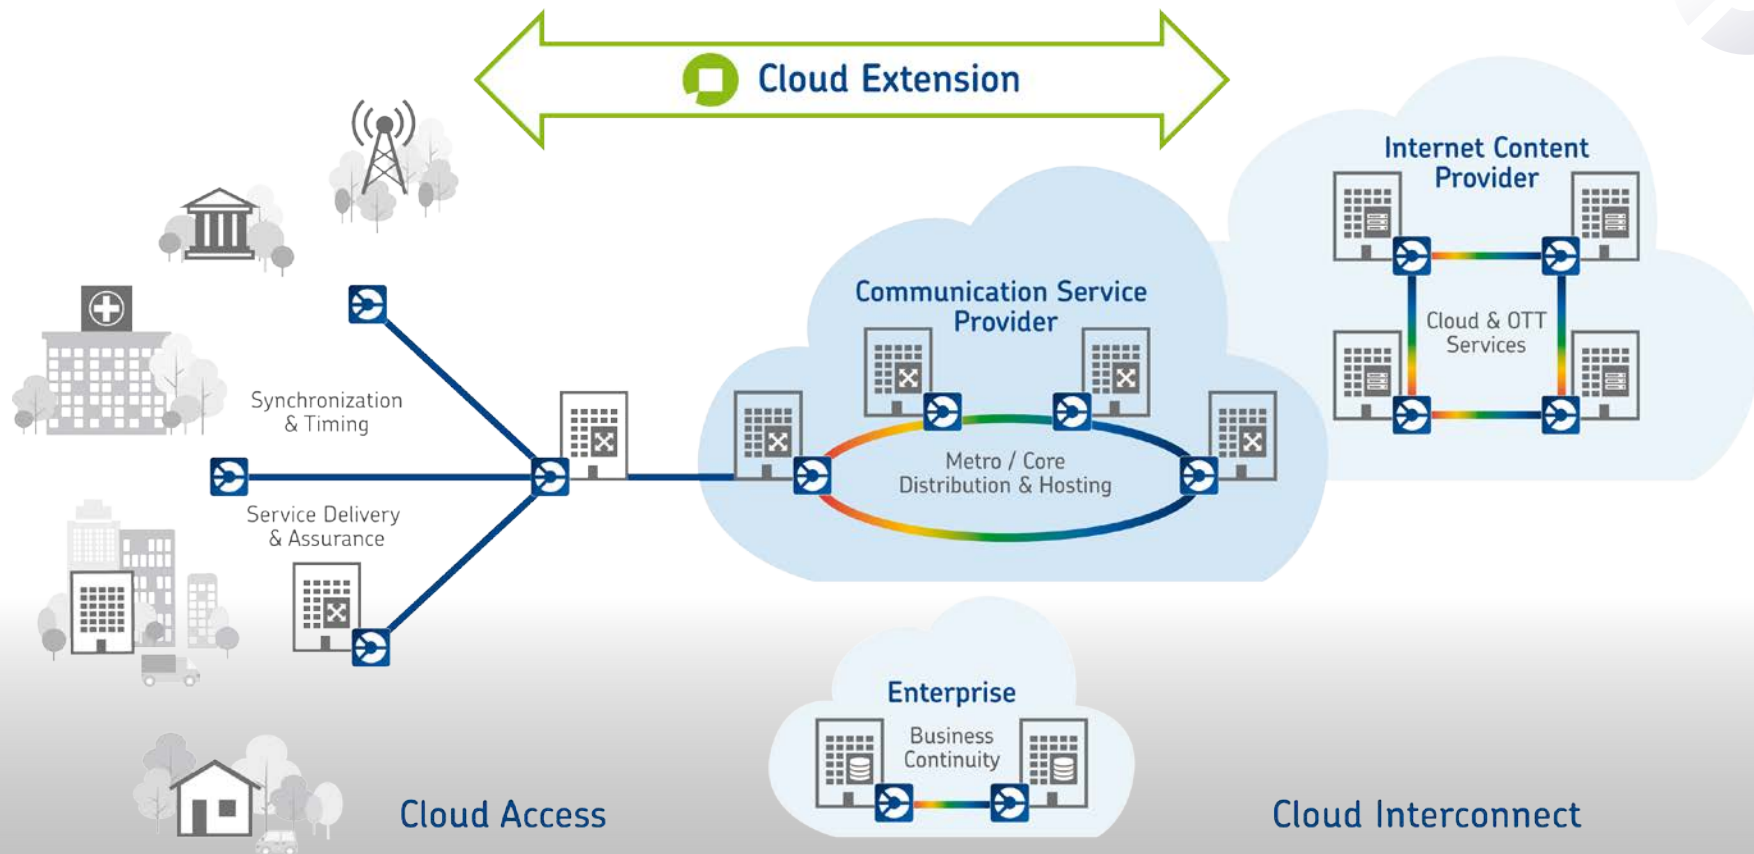 Cloud Extension
Internet Content
Provider
Communication Service
Provider
Cloud & OTT
Services
Synchronization
& Timing
Metro / Core
Distribution & Hosting
Service Delivery
& Assurance
Enterprise
Business
Continuity
Cloud Access
Cloud Interconnect